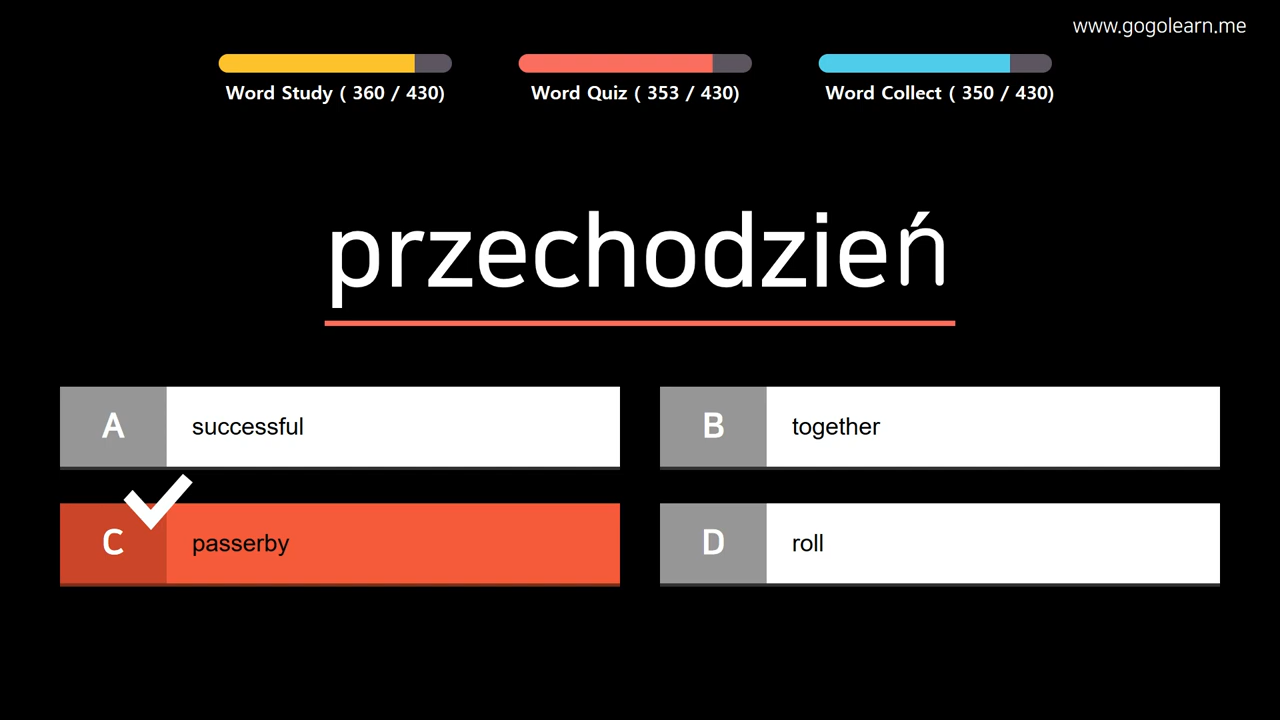 www.gogolearn.me
Word Study ( 360 / 430)
Word Quiz ( 353 / 430)
Word Collect ( 350 / 430)
przechodzień
A
successful
B
together
C
passerby
D
roll